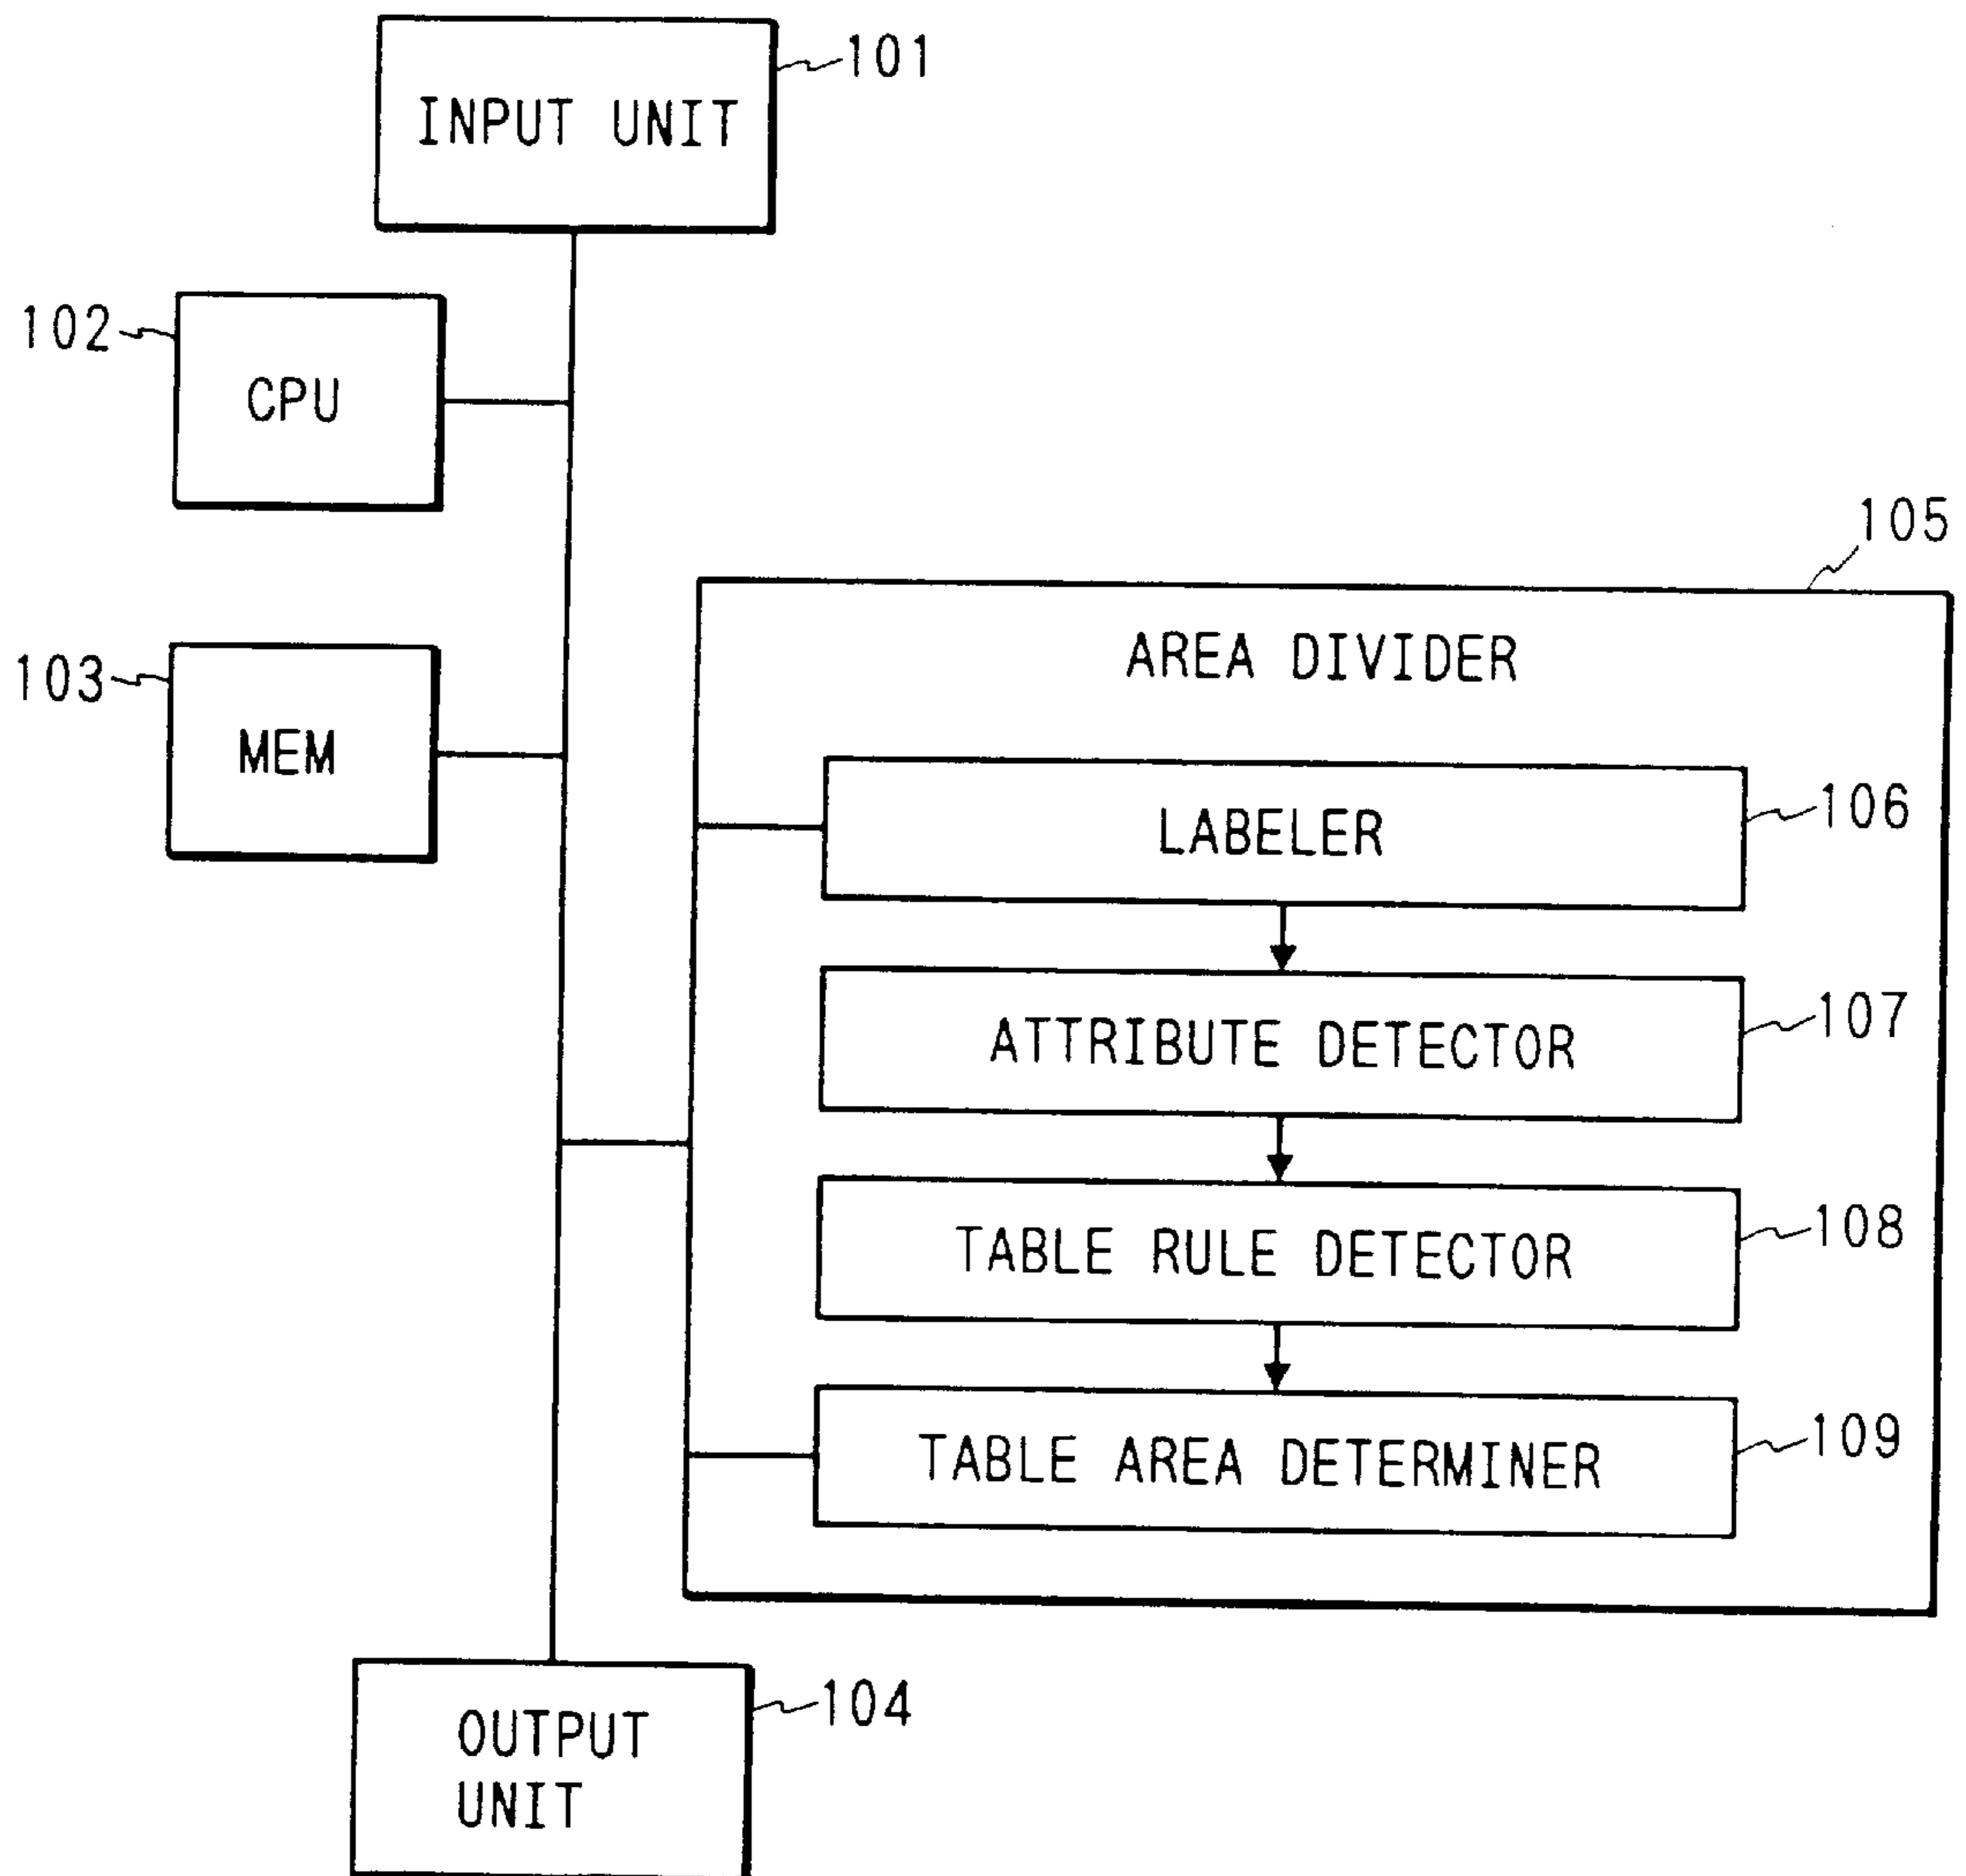 101
INPUT UNIT
102
CPU
105
AREA DIVIDER
103
MEM
LABELER
106
ATTRIBUTE DETECTOR
107
TABLE RULE DETECTOR
108
TABLE AREA DETERMINER
109
OUTPUT
UNIT
104